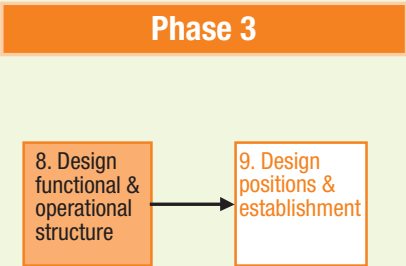 Phase 3
8. Design
functional &
operational
structure
9. Design
positions &
establishment